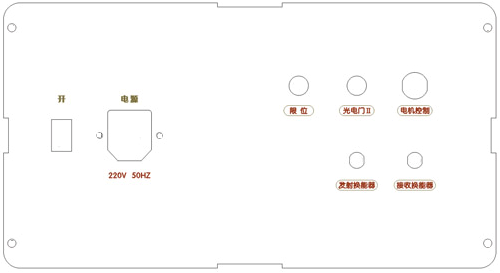 开
电源
220V 50HZ
限 位
光电门Ⅱ
电机控制
发射换能器
接收换能器